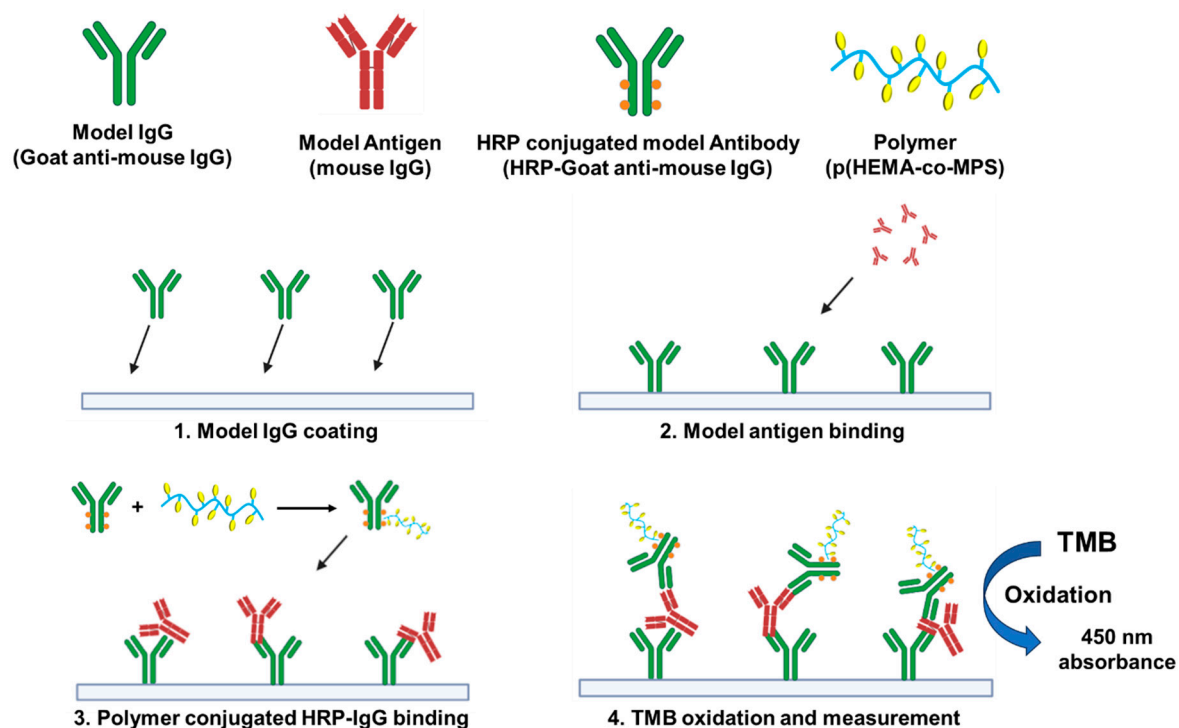 Model IgG
(Goat anti-mouse IgG)
Model Antigen
(mouse IgG)
HRP conjugated model Antibody
(HRP-Goat anti-mouse IgG)
Polymer
(p(HEMA-co-MPS)
1. Model IgG coating
2. Model antigen binding
+
3. Polymer conjugated HRP-IgG binding
TMB
Oxidation
450 nm
absorbance
4. TMB oxidation and measurement